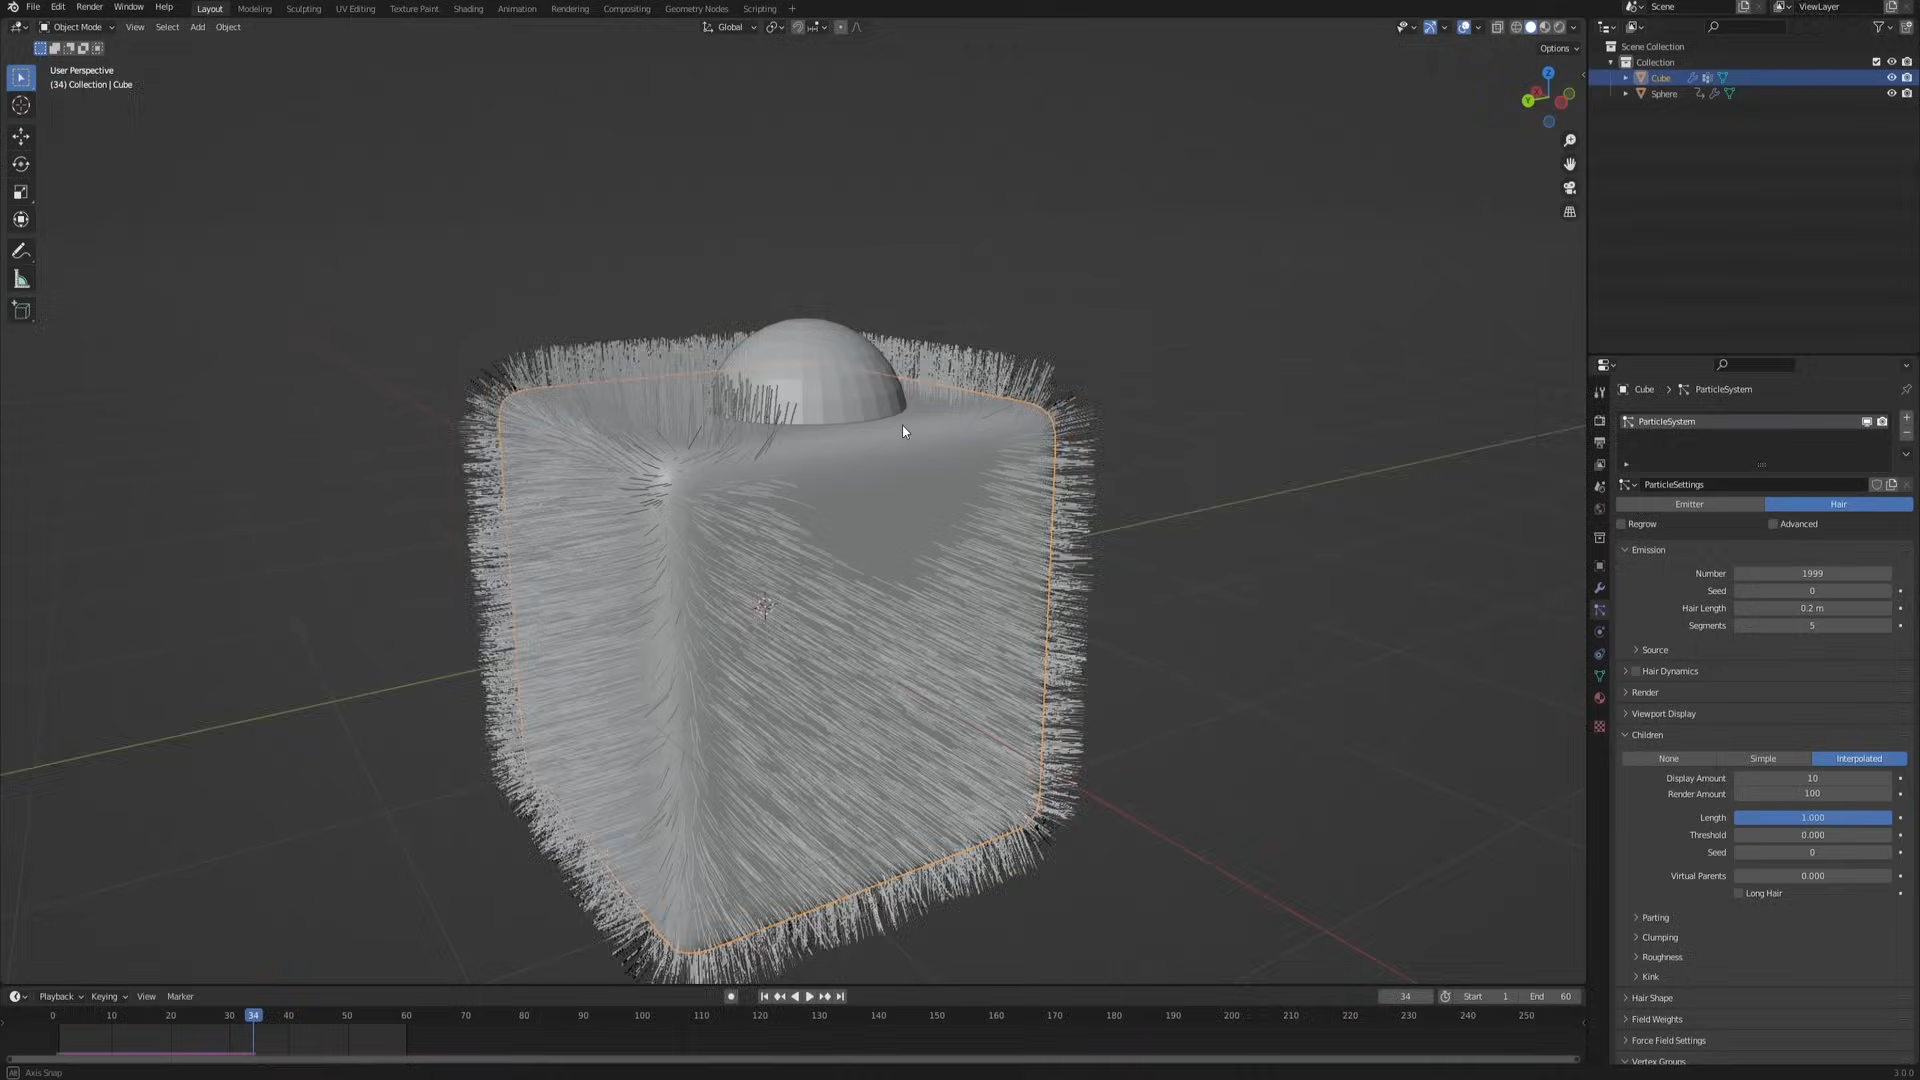 File Edit Render Window Help Layout Modeling Sculpting UV Editing Texture Paint Shading Animation Rendering Compositing Geometry Nodes Scripting + Scene ViewLayer
Object Mode View Select Add Object Global
Options
User Perspective
(34) Collection | Cube
Z
Y
Scene Collection
Collection
Cube
Sphere
Cube > ParticleSystem
ParticleSystem
ParticleSettings
Emitter Hair
Regrow Advanced
Emission
Number 1999
Seed 0
Hair Length 0.2 m
Segments 5
Source
Hair Dynamics
Render
Viewport Display
Children
None Simple Interpolated
Display Amount 10
Render Amount 100
Length 1.000
Threshold 0.000
Seed 0
Virtual Parents 0.000
Long Hair
Parting
Clumping
Roughness
Kink
Hair Shape
Field Weights
Force Field Settings
Vertex Groups
Playback Keying View Marker 34 Start 1 End 60
0 10 20 30 34 40 50 60 70 80 90 100 110 120 130 140 150 160 170 180 190 200 210 220 230 240 250
Alt Axis Snap 3.0.0